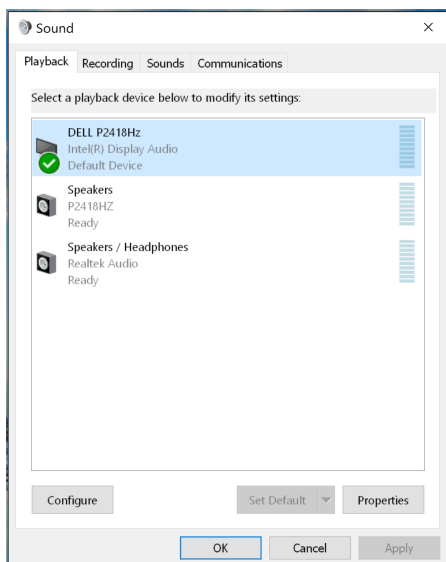 Sound
Playback Recording Sounds Communications
Select a playback device below to modify its settings:
DELL P2418Hz
Intel(R) Display Audio
Default Device
Speakers
P2418HZ
Ready
Speakers / Headphones
Realtek Audio
Ready
Configure Set Default Properties
OK Cancel Apply